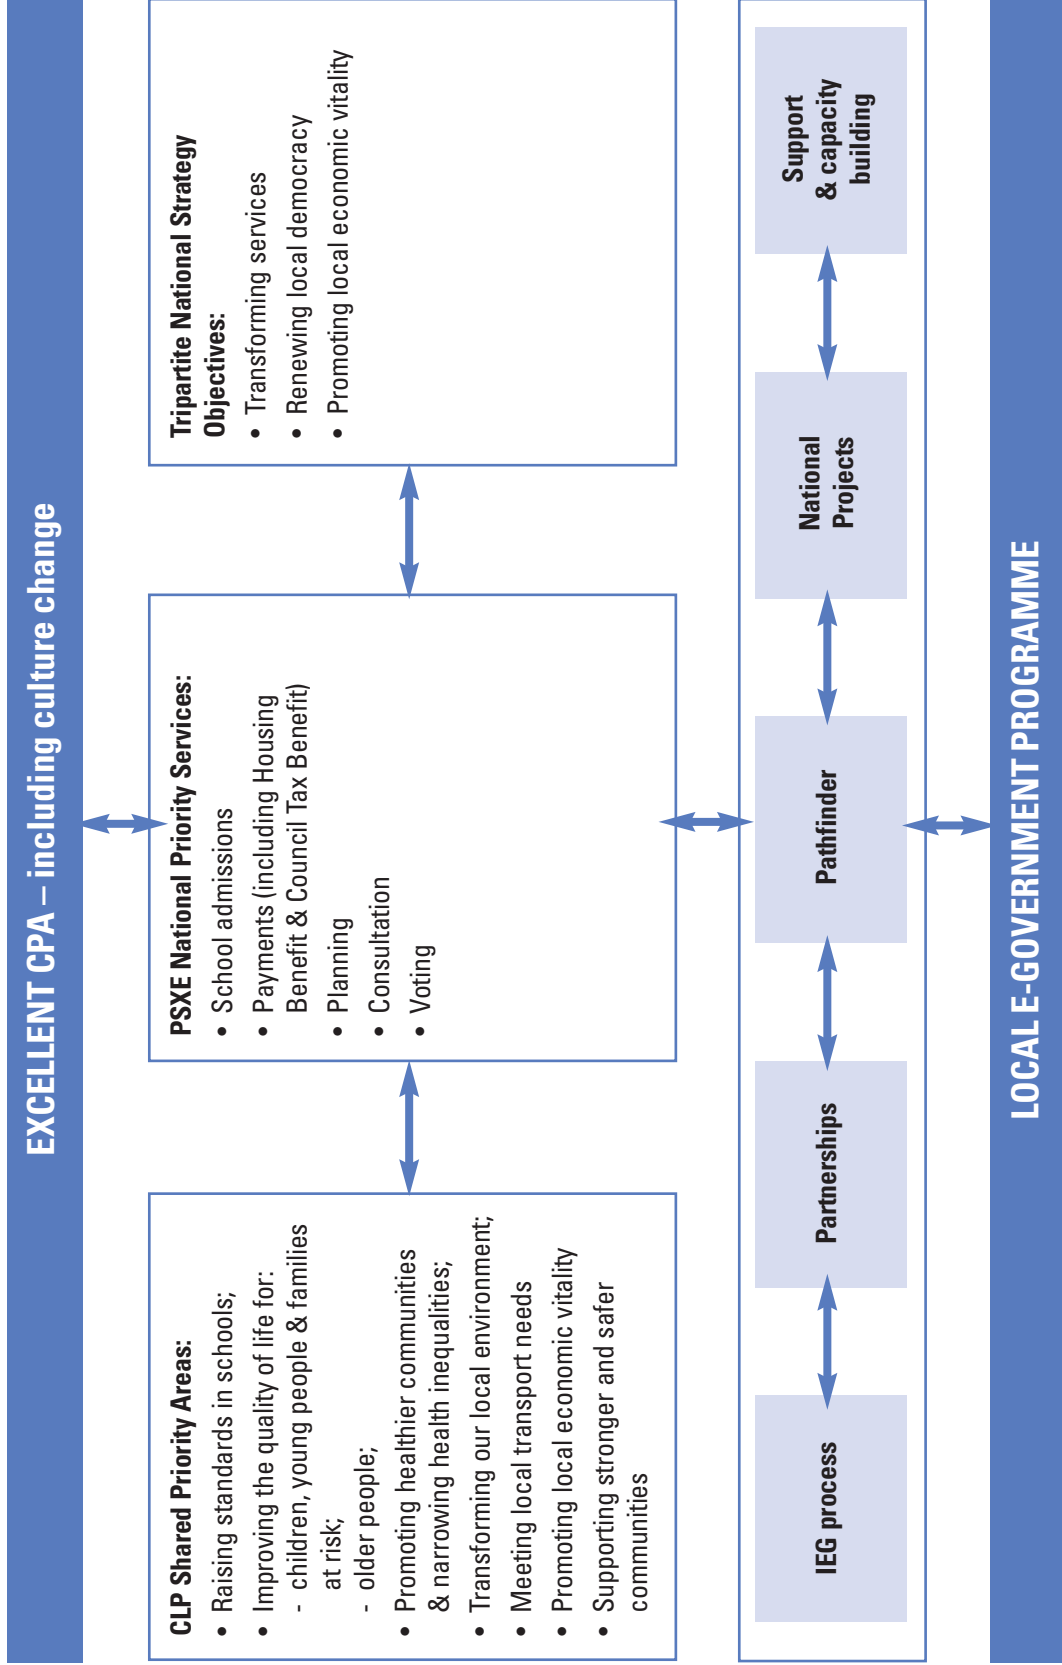 EXCELLENT CPA – including culture change
CLP Shared Priority Areas:
• Raising standards in schools;
• Improving the quality of life for:
- children, young people & families
at risk;
- older people;
• Promoting healthier communities
& narrowing health inequalities;
• Transforming our local environment;
• Meeting local transport needs
• Promoting local economic vitality
• Supporting stronger and safer
communities
PSXE National Priority Services:
• School admissions
• Payments (including Housing
Benefit & Council Tax Benefit)
• Planning
• Consultation
• Voting
Tripartite National Strategy
Objectives:
• Transforming services
• Renewing local democracy
• Promoting local economic vitality
IEG process
Partnerships
Pathfinder
National
Projects
Support
& capacity
building
LOCAL E-GOVERNMENT PROGRAMME